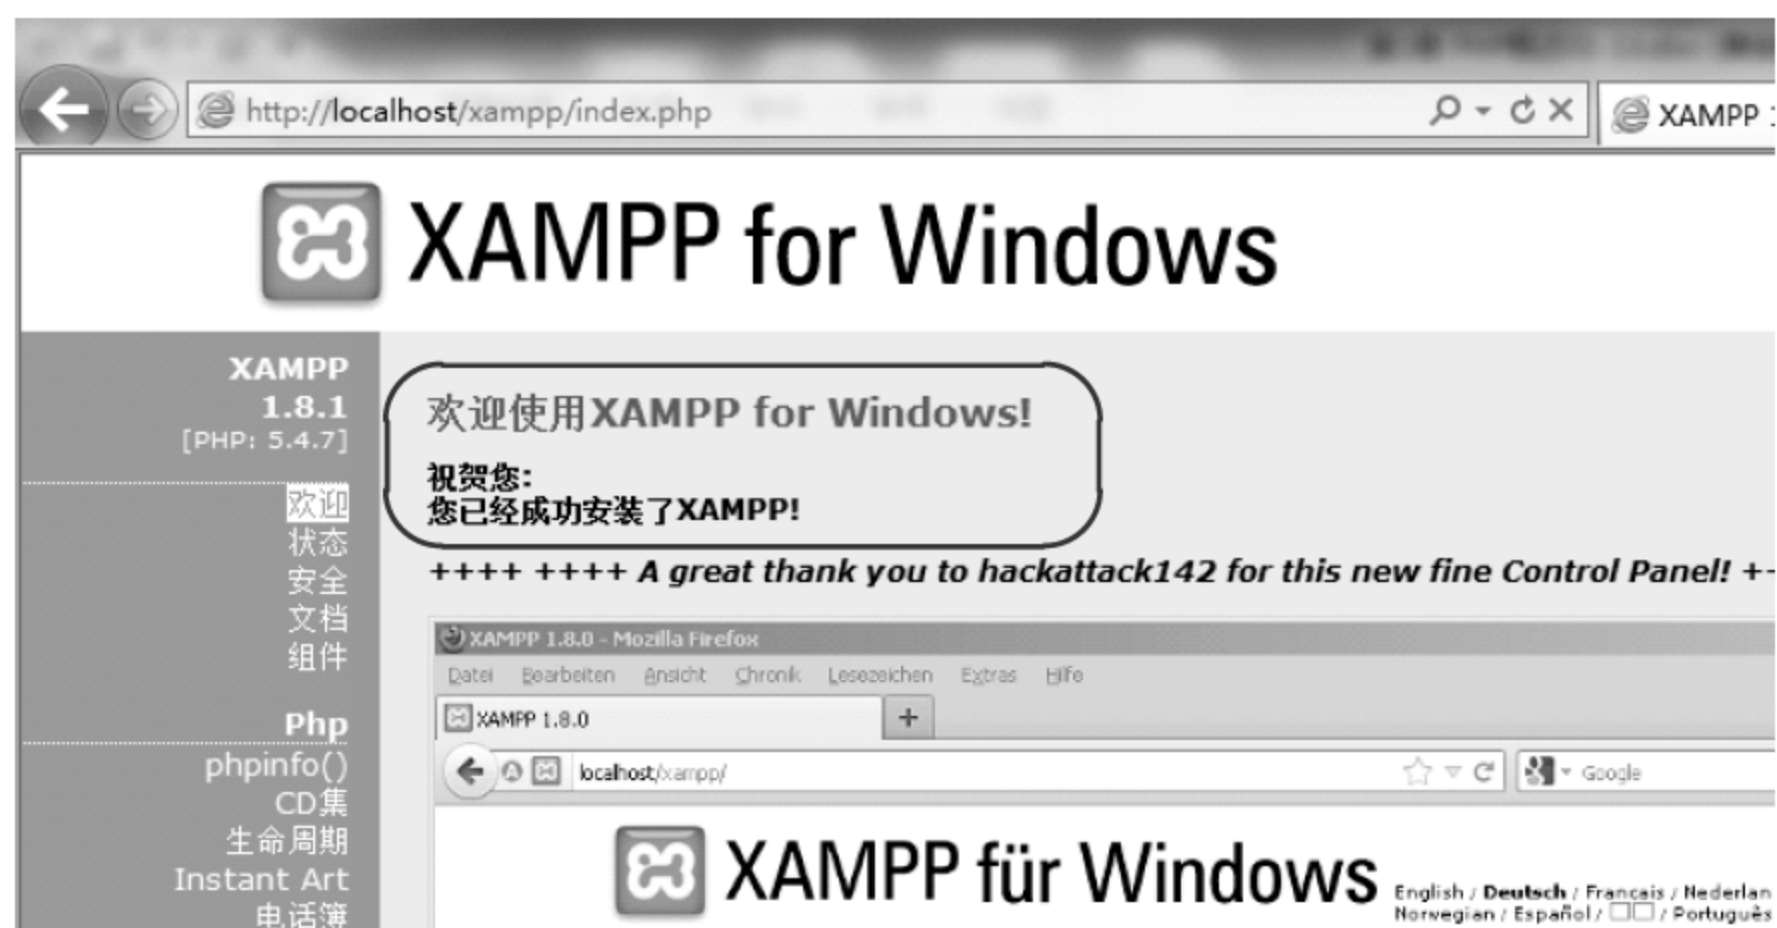 http://localhost/xampp/index.php
XAMPP
XAMPP for Windows
XAMPP
1.8.1
[PHP: 5.4.7]
欢迎
状态
安全
文档
组件
Php
phpinfo()
CD集
生命周期
Instant Art
电话簿
欢迎使用XAMPP for Windows!
祝贺您:
您已经成功安装了XAMPP!
++++ ++++ A great thank you to hackattack142 for this new fine Control Panel! +
XAMPP 1.8.0 - Mozilla Firefox
Datei Bearbeiten Ansicht Chronik Lesezeichen Extras Hilfe
XAMPP 1.8.0
localhost/xampp/
Google
XAMPP für Windows
English / Deutsch / Francais / Nederlan
Norwegian / Español / / Português